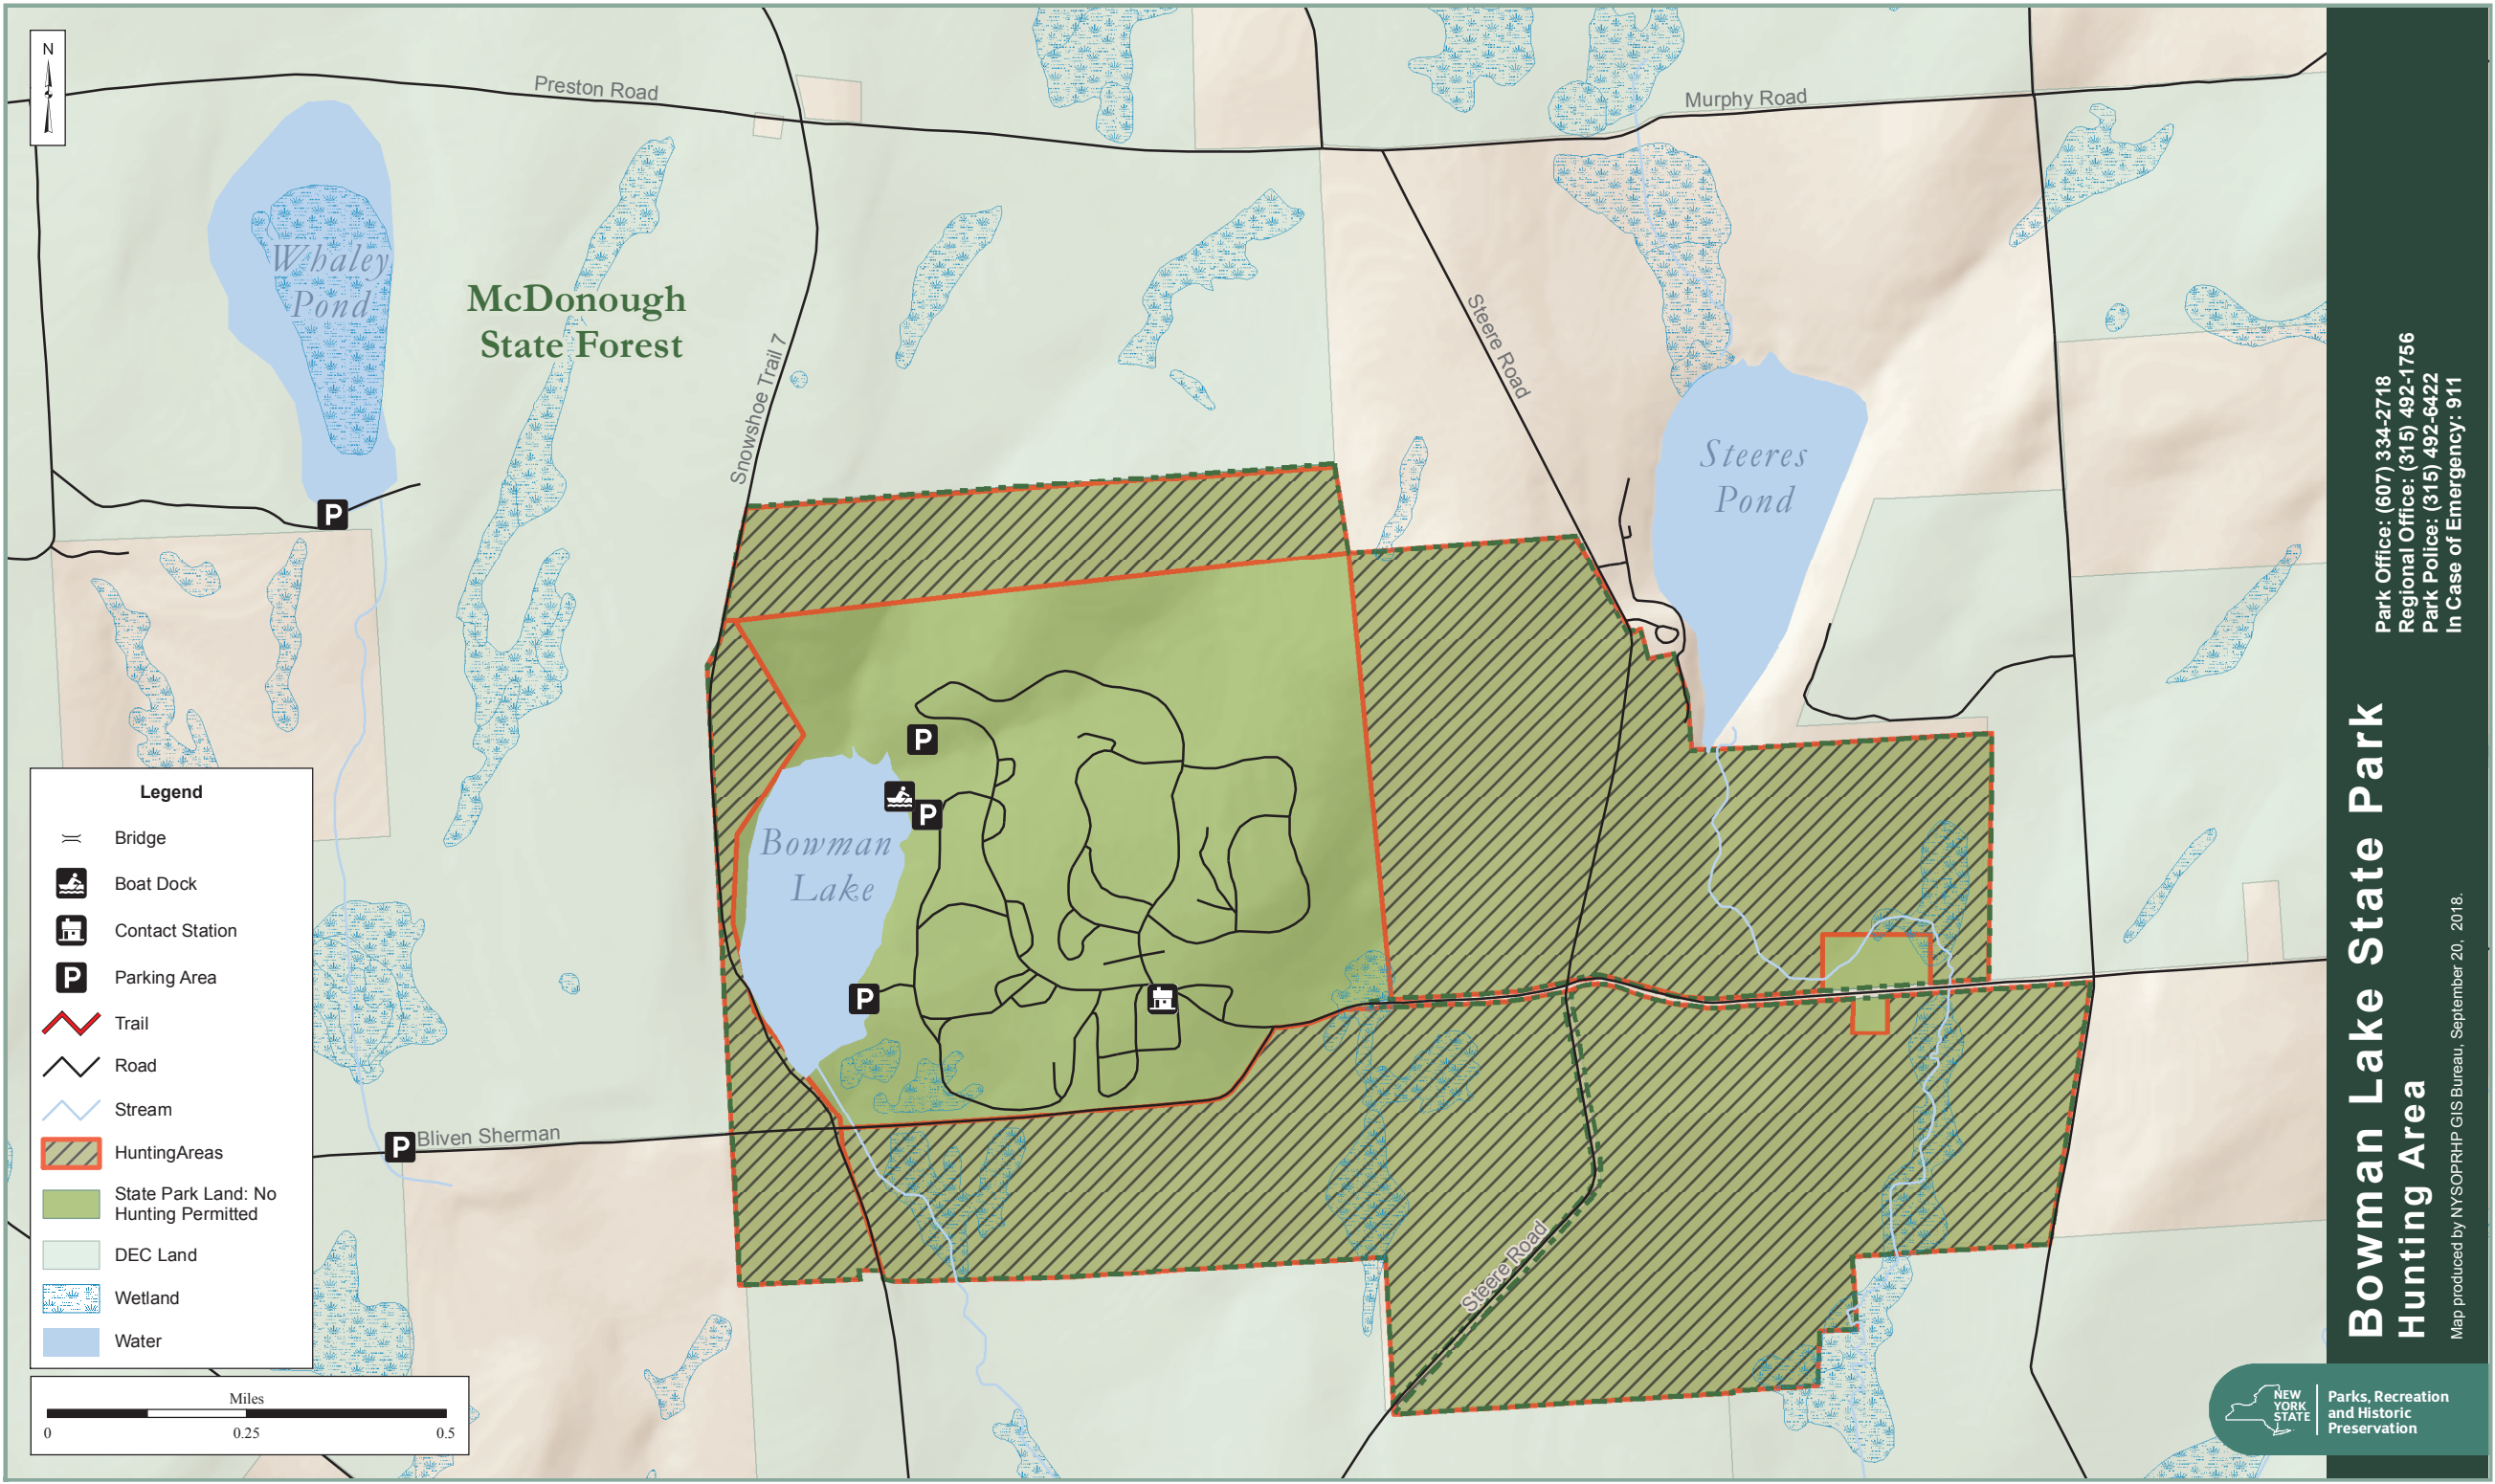 N
Preston Road
Murphy Road
Whaley
Pond
McDonough
State Forest
Snowshoe Trail 7
Steere Road
Steeres
Pond
P
P
P
P
P
Bowman
Lake
Bliven Sherman
Steere Road
Legend
Bridge
Boat Dock
Contact Station
P
Parking Area
Trail
Road
Stream
HuntingAreas
State Park Land: No
Hunting Permitted
DEC Land
Wetland
Water
Miles
0 0.25 0.5
Park Office: (607) 334-2718
Regional Office: (315) 492-1756
Park Police: (315) 492-6422
In Case of Emergency: 911
Bowman Lake State Park
Hunting Area
Map produced by NYSOPRHP GIS Bureau, September 20, 2018.
NEW
YORK
STATE
Parks, Recreation
and Historic
Preservation